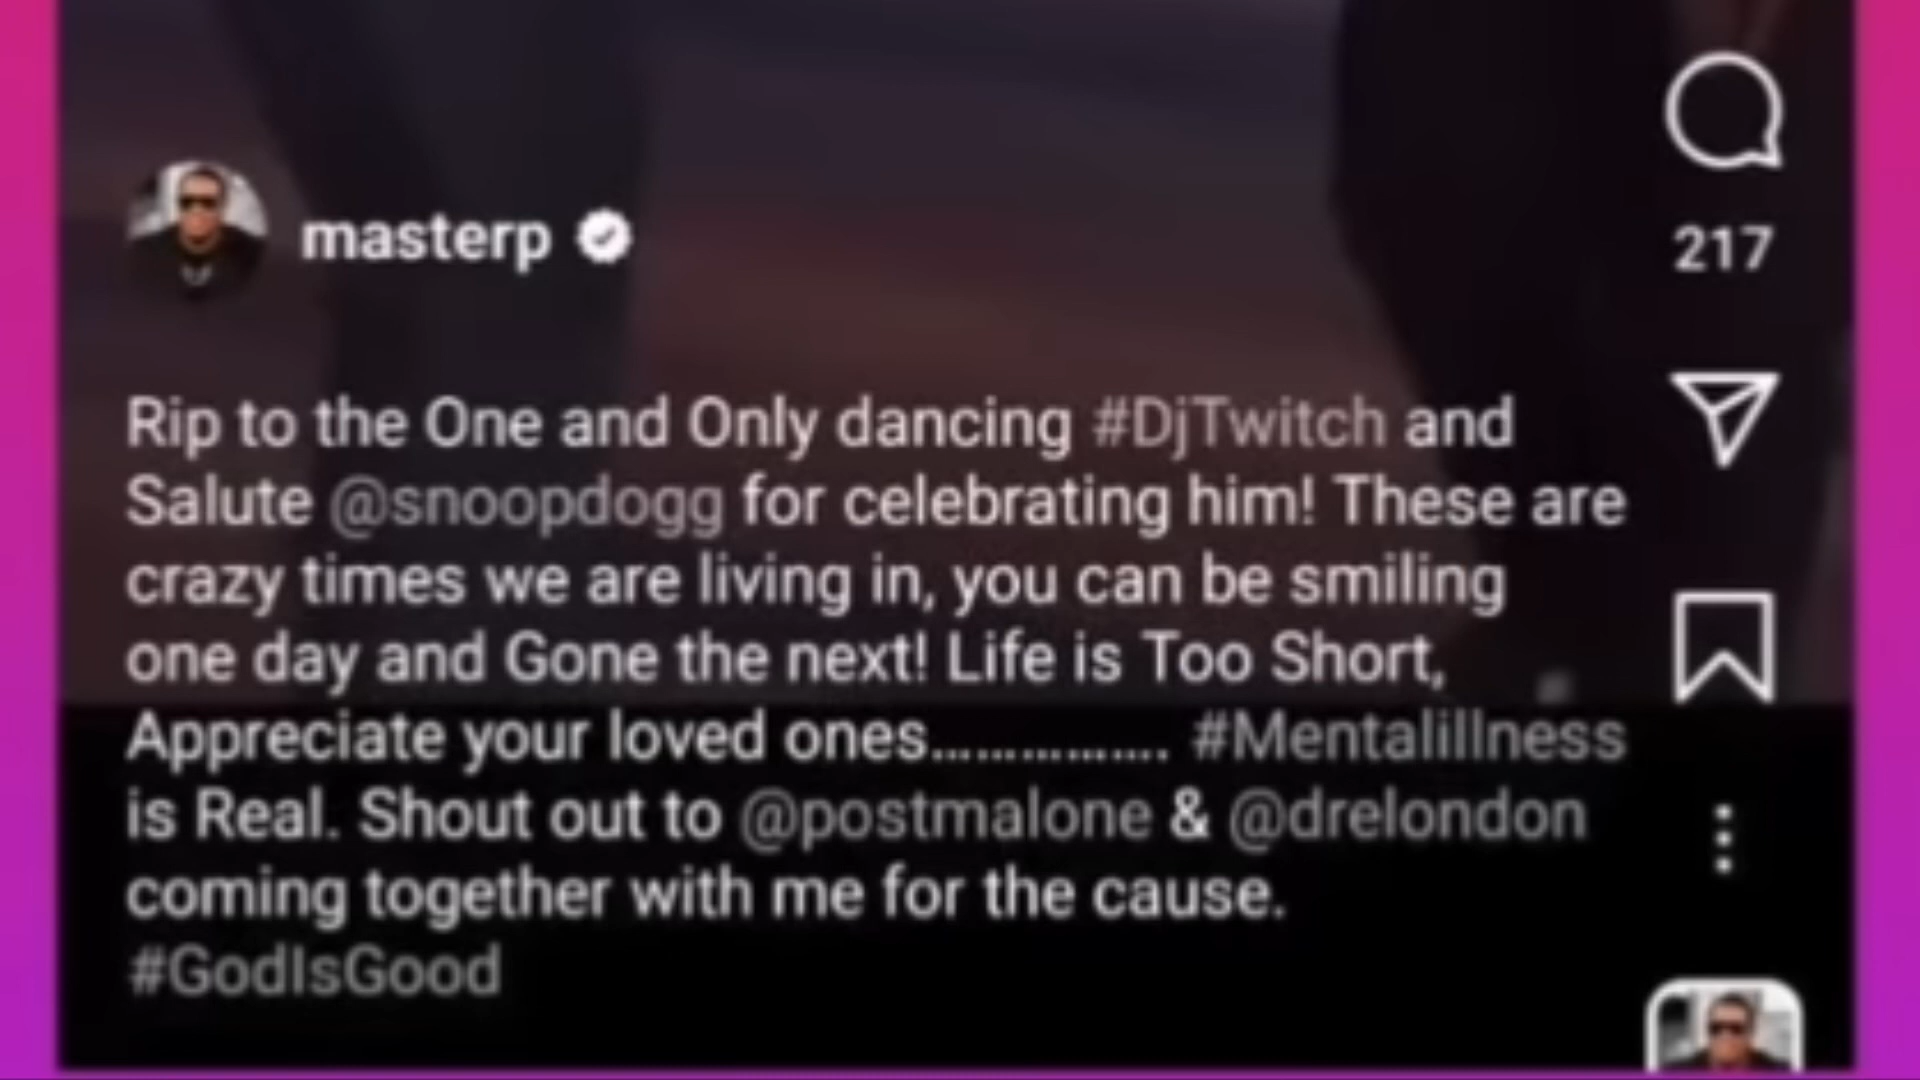 masterp
217
Rip to the One and Only dancing #DjTwitch and
Salute @snoopdogg for celebrating him! These are
crazy times we are living in, you can be smiling
one day and Gone the next! Life is Too Short,
Appreciate your loved ones................ #Mentalillness
is Real. Shout out to @postmalone & @drelondon
coming together with me for the cause.
#GodIsGood